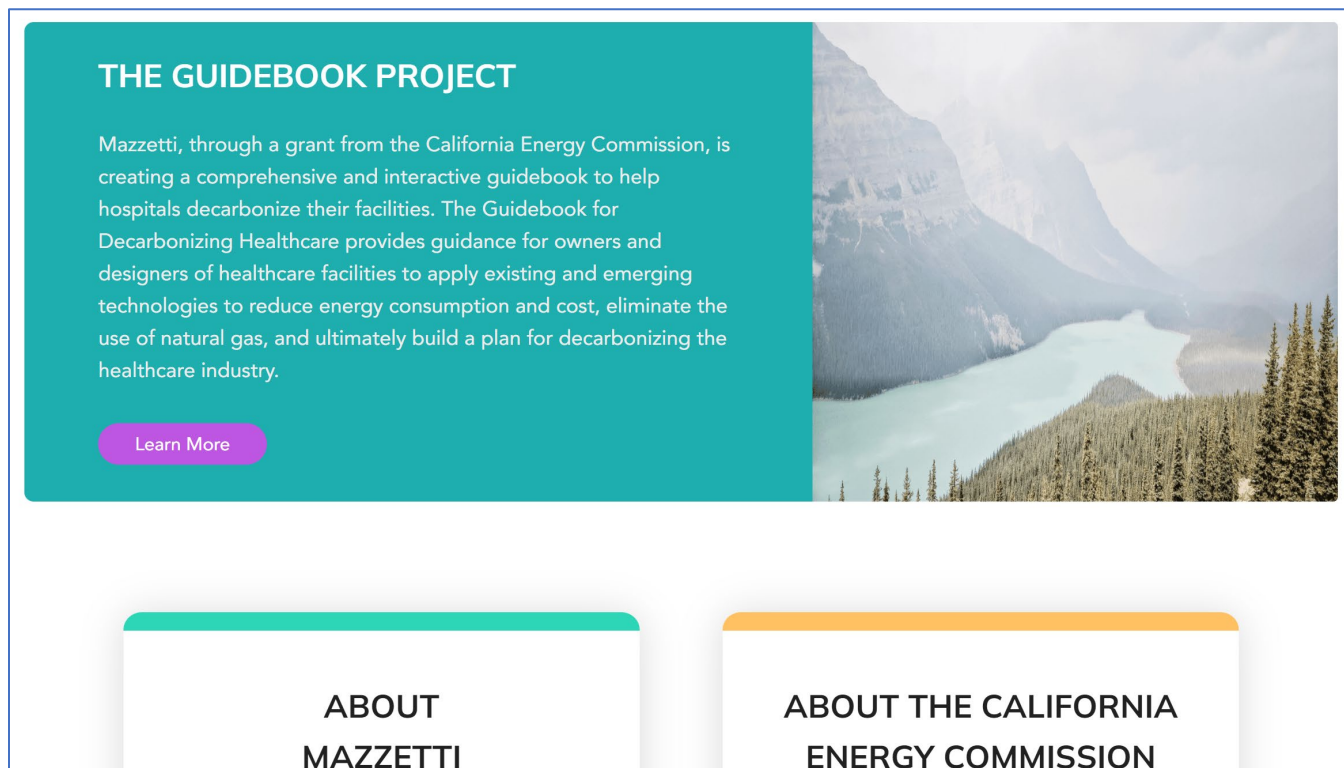 THE GUIDEBOOK PROJECT
Mazzetti, through a grant from the California Energy Commission, is
creating a comprehensive and interactive guidebook to help
hospitals decarbonize their facilities. The Guidebook for
Decarbonizing Healthcare provides guidance for owners and
designers of healthcare facilities to apply existing and emerging
technologies to reduce energy consumption and cost, eliminate the
use of natural gas, and ultimately build a plan for decarbonizing the
healthcare industry.
Learn More
ABOUT
MAZZETTI
ABOUT THE CALIFORNIA
ENERGY COMMISSION